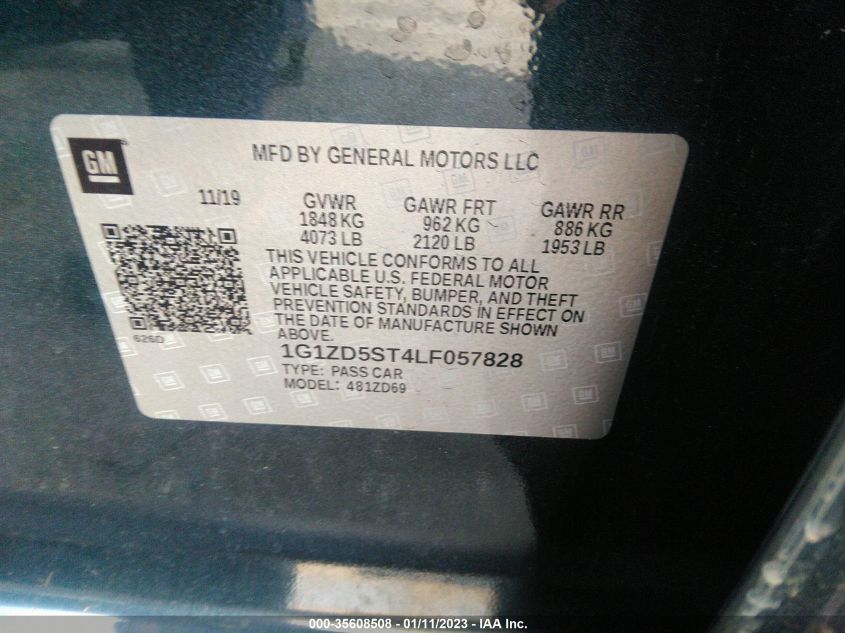 GM
MFD BY GENERAL MOTORS LLC
11/19
GVWR GAWR FRT GAWR RR
1848 KG 962 KG 886 KG
4073 LB 2120 LB 1953 LB
THIS VEHICLE CONFORMS TO ALL
APPLICABLE U.S. FEDERAL MOTOR
VEHICLE SAFETY, BUMPER, AND THEFT
PREVENTION STANDARDS IN EFFECT ON
THE DATE OF MANUFACTURE SHOWN
ABOVE.
1G1ZD5ST4LF057828
TYPE: PASS CAR
MODEL: 481ZD69
000-35608508 - 01/11/2023 - IAA Inc.